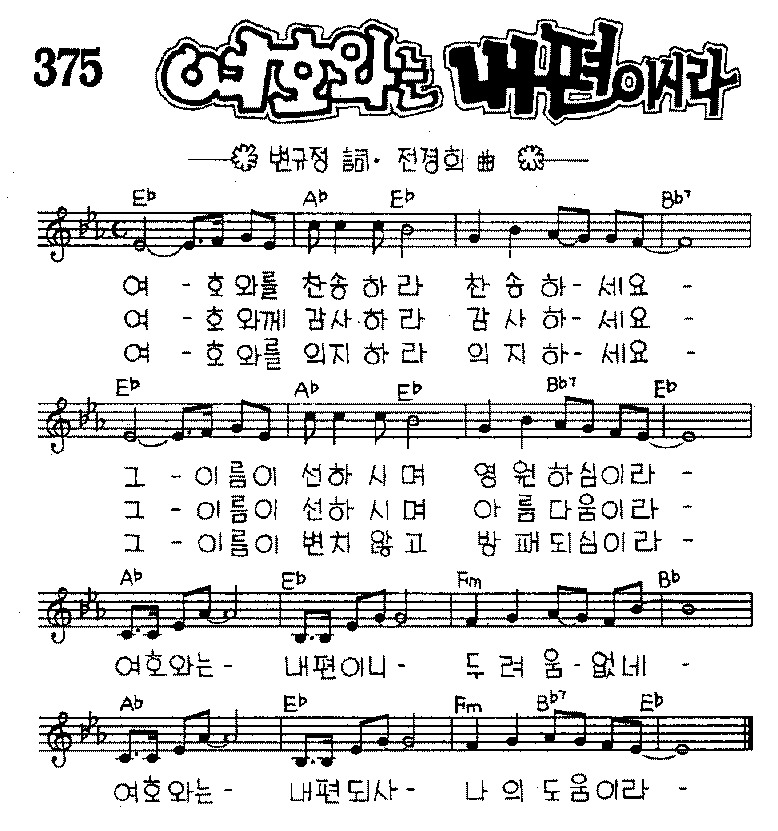 375 여호와는 내편이시라
변규정 詞· 전경희 曲
E♭ A♭ E♭ B♭7
여 - 호와를 찬송하라 찬송하-세요 -
여 - 호와께 감사하라 감사하-세요 -
여 - 호와를 의지하라 의지하-세요 -
E♭ A♭ E♭ B♭7 E♭
그 -이름이 선하시며 영원하심이라-
그 -이름이 선하시며 아름다움이라-
그 -이름이 변치않고 방패되심이라-
A♭ E♭ Fm B♭
여호와는- 내편이니- 두려움-없네 -
A♭ E♭ Fm B♭7 E♭
여호와는- 내편되사- 나의도움이라-